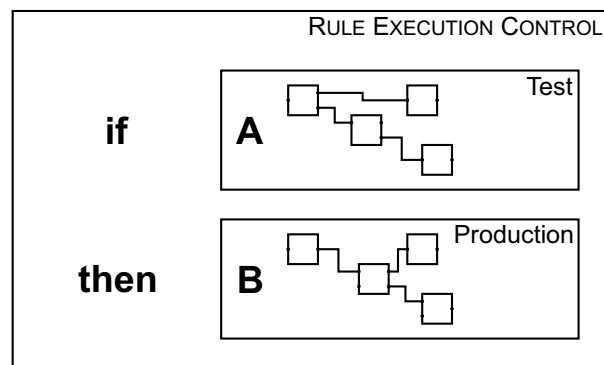 RULE EXECUTION CONTROL
Test
if A
Production
then B